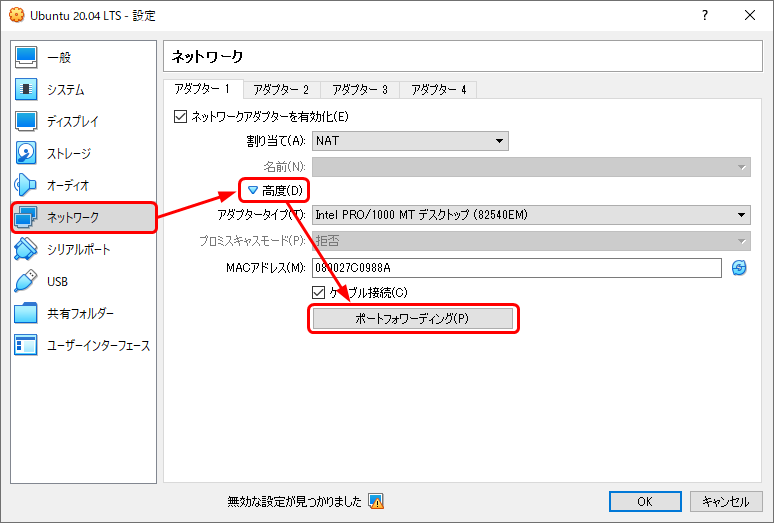 Ubuntu 20.04 LTS - 設定
?
一般
システム
ディスプレイ
ストレージ
オーディオ
ネットワーク
シリアルポート
USB
共有フォルダー
ユーザーインターフェース
ネットワーク
アダプター 1 アダプター 2 アダプター 3 アダプター 4
ネットワークアダプターを有効化(E)
割り当て(A): NAT
名前(N):
高度(D)
アダプタータイプ(T): Intel PRO/1000 MT デスクトップ (82540EM)
プロミスキャスモード(P): 拒否
MACアドレス(M): 080027C0988A
ケーブル接続(C)
ポートフォワーディング(P)
無効な設定が見つかりました
OK キャンセル